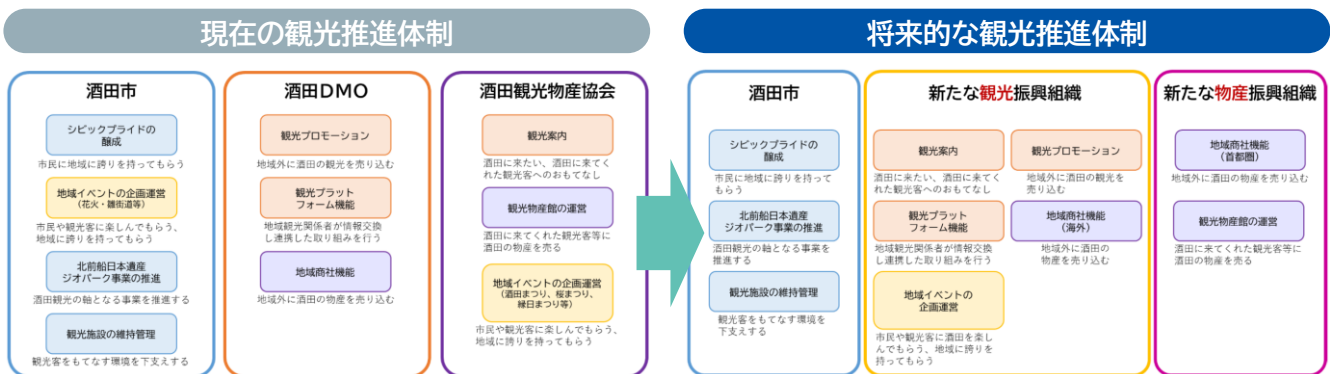 現在の観光推進体制
酒田市
シビックプライドの
醸成
市民に地域に誇りを持ってもらう
地域イベントの企画運営
(花火・雛街道等)
市民や観光客に楽しんでもらう、
地域に誇りを持ってもらう
北前船日本遺産
ジオパーク事業の推進
酒田観光の軸となる事業を推進する
観光施設の維持管理
観光客をもてなす環境を下支えする
酒田DMO
観光プロモーション
地域外に酒田の観光を売り込む
観光プラット
フォーム機能
地域観光関係者が情報交換
し連携した取り組みを行う
地域商社機能
地域外に酒田の物産を売り込む
酒田観光物産協会
観光案内
酒田に来たい、酒田に来てく
れた観光客へのおもてなし
観光物産館の運営
酒田に来てくれた観光客等に
酒田の物産を売る
地域イベントの企画運営
(酒田まつり、桜まつり、
縁日まつり等)
市民や観光客に楽しんでもらう、
地域に誇りを持ってもらう
将来的な観光推進体制
酒田市
シビックプライドの
醸成
市民に地域に誇りを持って
もらう
北前船日本遺産
ジオパーク事業の推進
酒田観光の軸となる事業を
推進する
観光施設の維持管理
観光客をもてなす環境を
下支えする
新たな観光振興組織
観光案内
酒田に来たい、酒田に来てく
れた観光客へのおもてなし
観光プラット
フォーム機能
地域観光関係者が情報交換
し連携した取り組みを行う
地域イベントの
企画運営
市民や観光客に酒田を楽し
んでもらう、地域に誇りを
持ってもらう
観光プロモーション
地域外に酒田の観光を
売り込む
地域商社機能
(海外)
地域外に酒田の
物産を売り込む
新たな物産振興組織
地域商社機能
(首都圏)
地域外に酒田の物産を売り込む
観光物産館の運営
酒田に来てくれた観光客等に
酒田の物産を売る